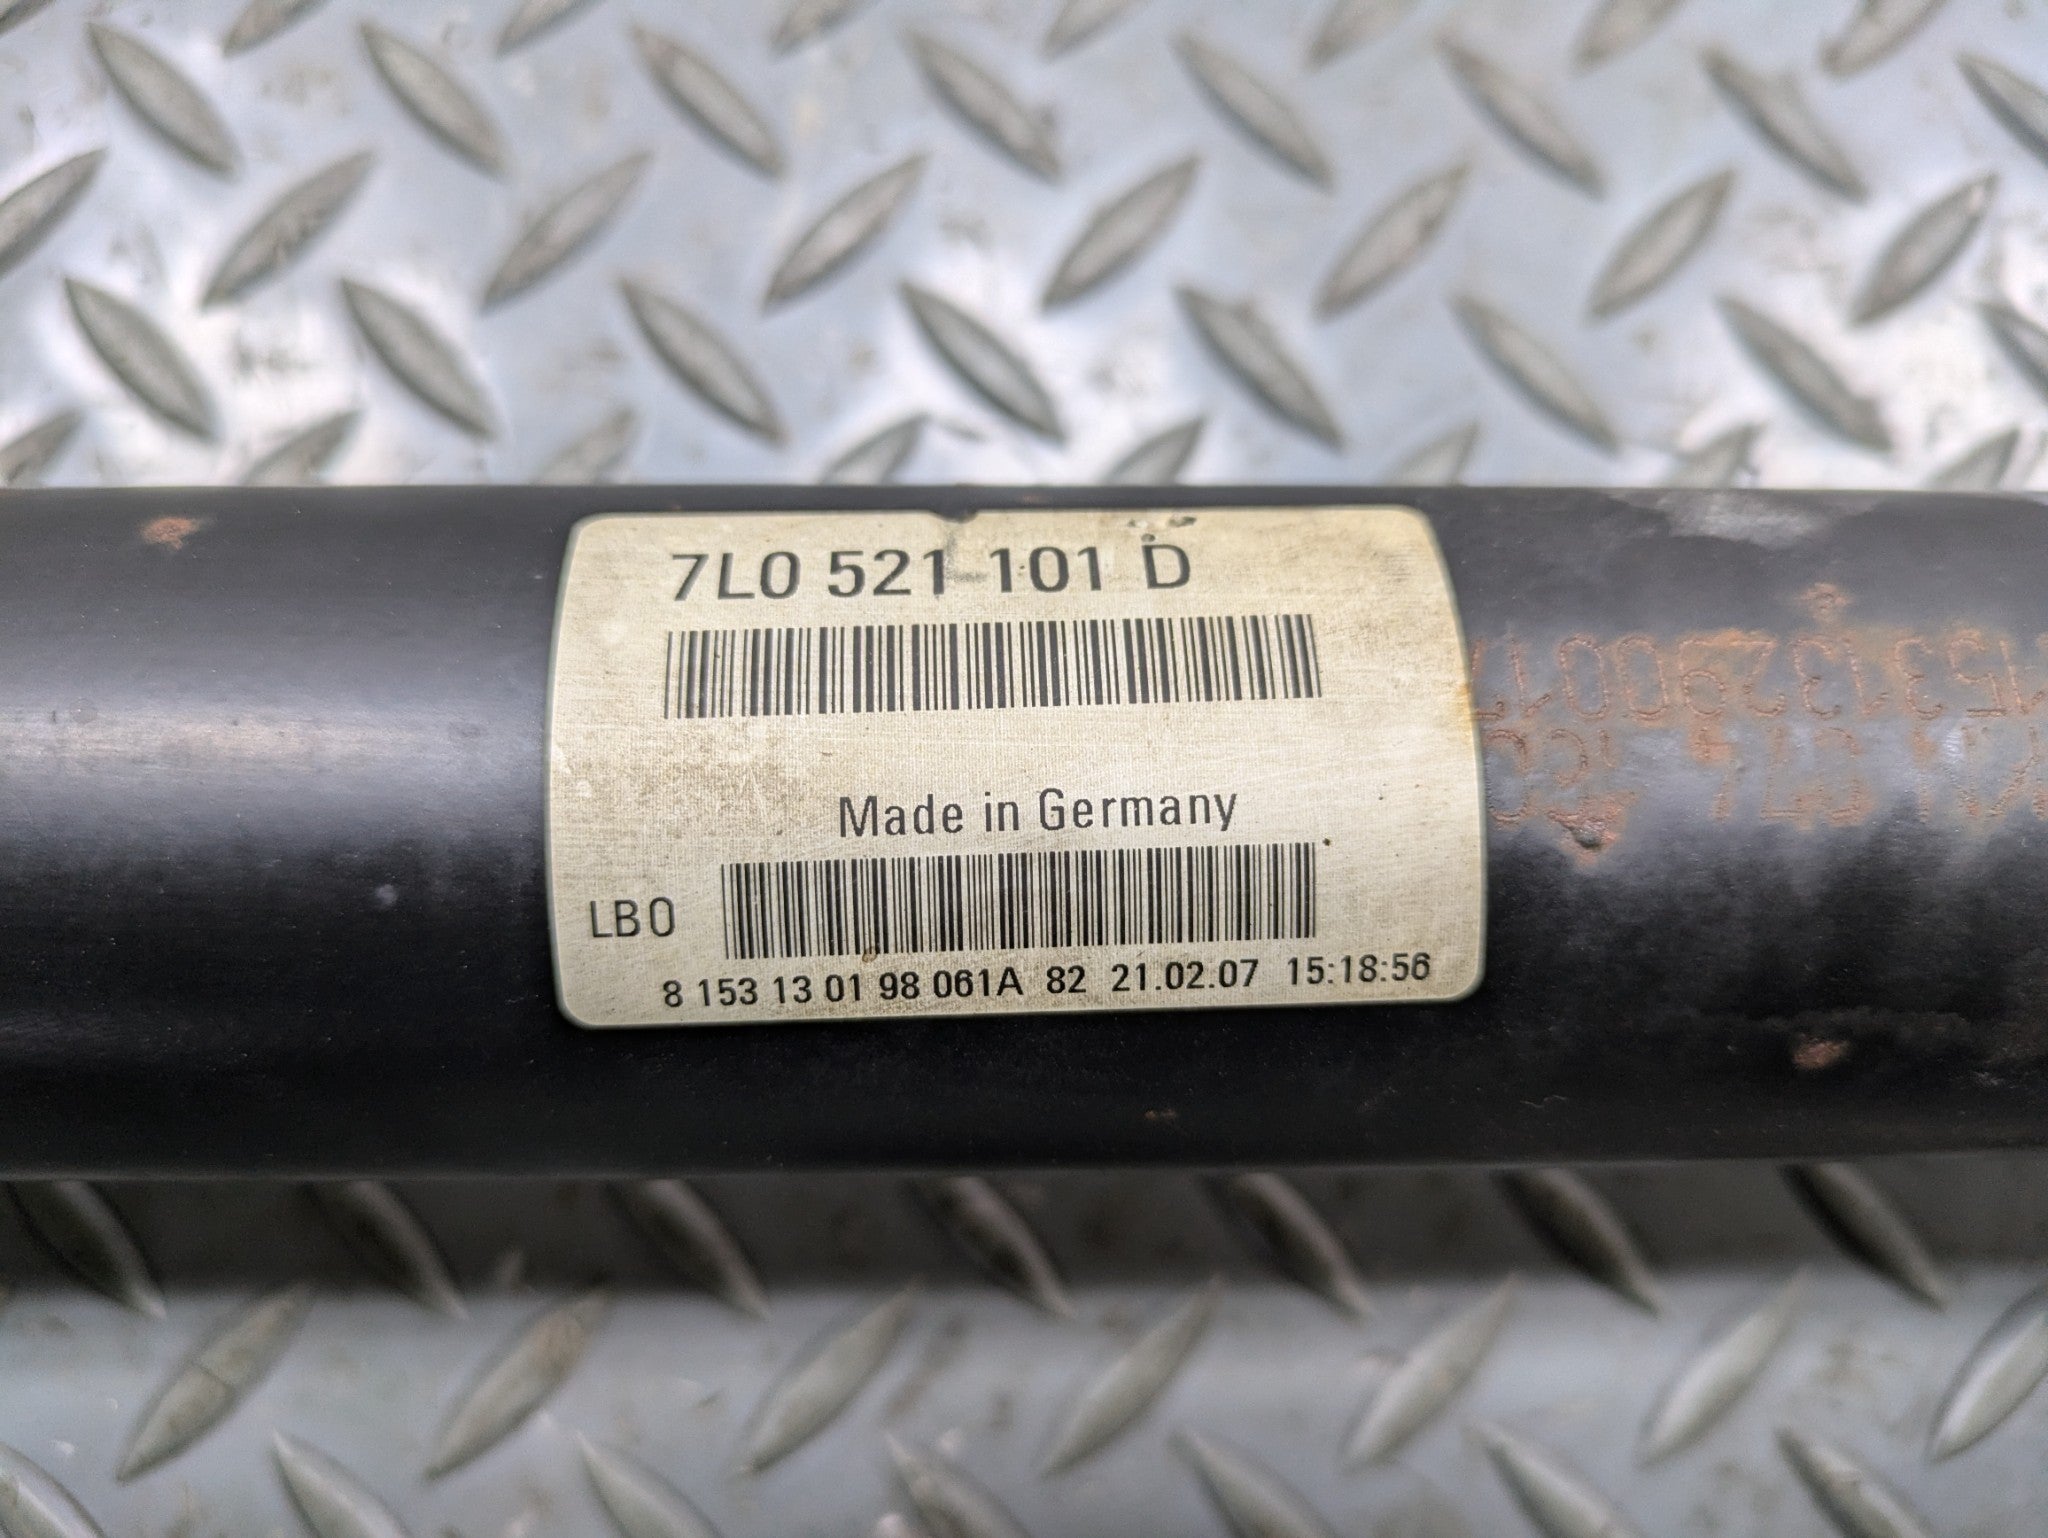 7L0 521 101 D
Made in Germany
LB0
8 153 13 01 98 061A 82 21.02.07 15:18:56